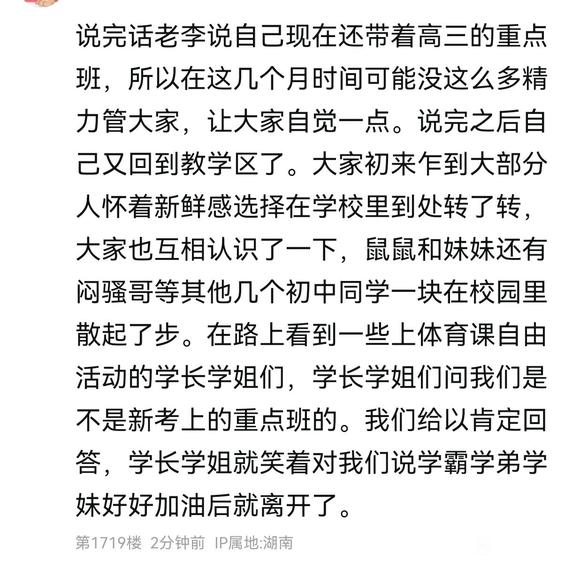 说完话老李说自己现在还带着高三的重点
班，所以在这几个月时间可能没这么多精
力管大家，让大家自觉一点。说完之后自
己又回到教学区了。大家初来乍到大部分
人怀着新鲜感选择在学校里到处转了转，
大家也互相认识了一下，鼠鼠和妹妹还有
闷骚哥等其他几个初中同学一块在校园里
散起了步。在路上看到一些上体育课自由
活动的学长学姐们，学长学姐们问我们是
不是新考上的重点班的。我们给以肯定回
答，学长学姐就笑着对我们说学霸学弟学
妹好好加油后就离开了。
第1719楼 2分钟前 IP属地:湖南